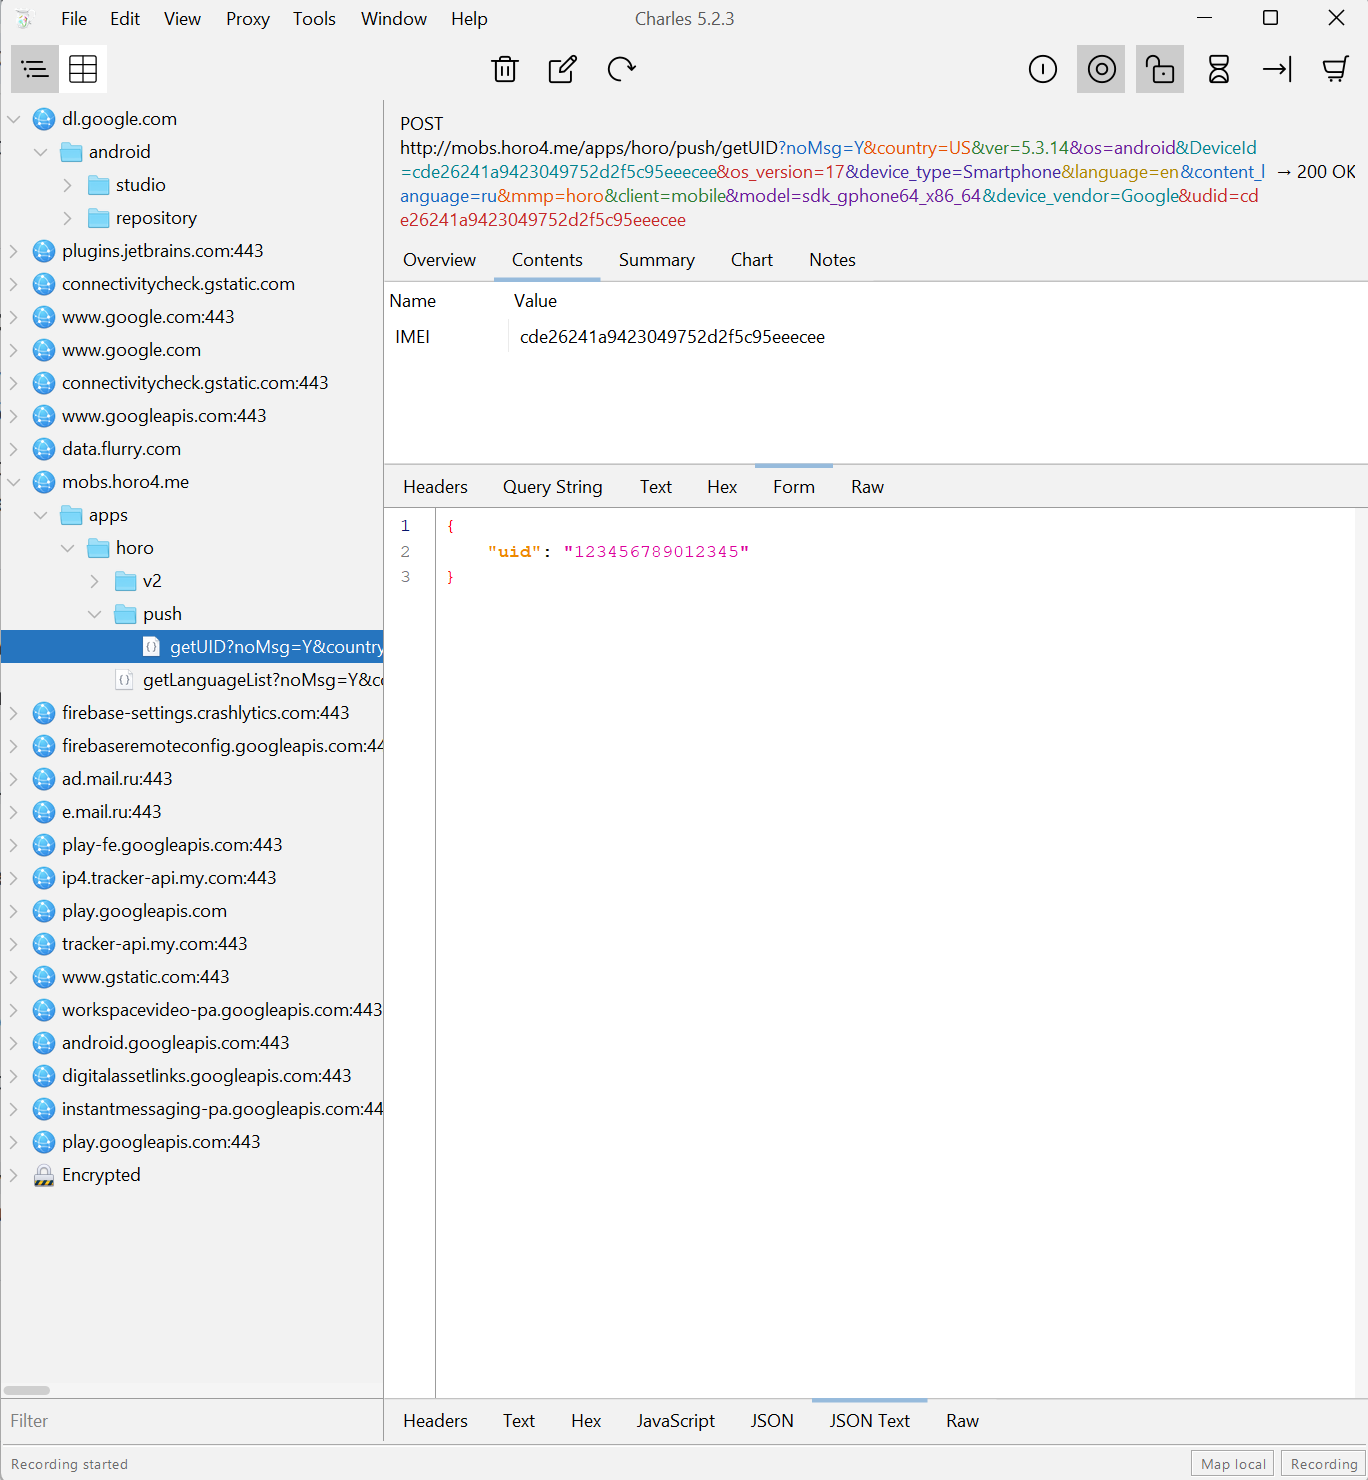 File Edit View Proxy Tools Window Help Charles 5.2.3
dl.google.com
android
studio
repository
plugins.jetbrains.com:443
connectivitycheck.gstatic.com
www.google.com:443
www.google.com
connectivitycheck.gstatic.com:443
www.googleapis.com:443
data.flurry.com
mobs.horo4.me
apps
horo
v2
push
getUID?noMsg=Y&country
getLanguageList?noMsg=Y&co
firebase-settings.crashlytics.com:443
firebaseremoteconfig.googleapis.com:44
ad.mail.ru:443
e.mail.ru:443
play-fe.googleapis.com:443
ip4.tracker-api.my.com:443
play.googleapis.com
tracker-api.my.com:443
www.gstatic.com:443
workspacevideo-pa.googleapis.com:443
android.googleapis.com:443
digitalassetlinks.googleapis.com:443
instantmessaging-pa.googleapis.com:44
play.googleapis.com:443
Encrypted
Filter
POST
http://mobs.horo4.me/apps/horo/push/getUID?noMsg=Y&country=US&ver=5.3.14&os=android&DeviceId
=cde26241a9423049752d2f5c95eeecee&os_version=17&device_type=Smartphone&language=en&content_l → 200 OK
anguage=ru&mmp=horo&client=mobile&model=sdk_gphone64_x86_64&device_vendor=Google&udid=cd
e26241a9423049752d2f5c95eeecee
Overview Contents Summary Chart Notes
Name Value
IMEI cde26241a9423049752d2f5c95eeecee
Headers Query String Text Hex Form Raw
1 {
2 "uid": "123456789012345"
3 }
Headers Text Hex JavaScript JSON JSON Text Raw
Recording started Map local Recording